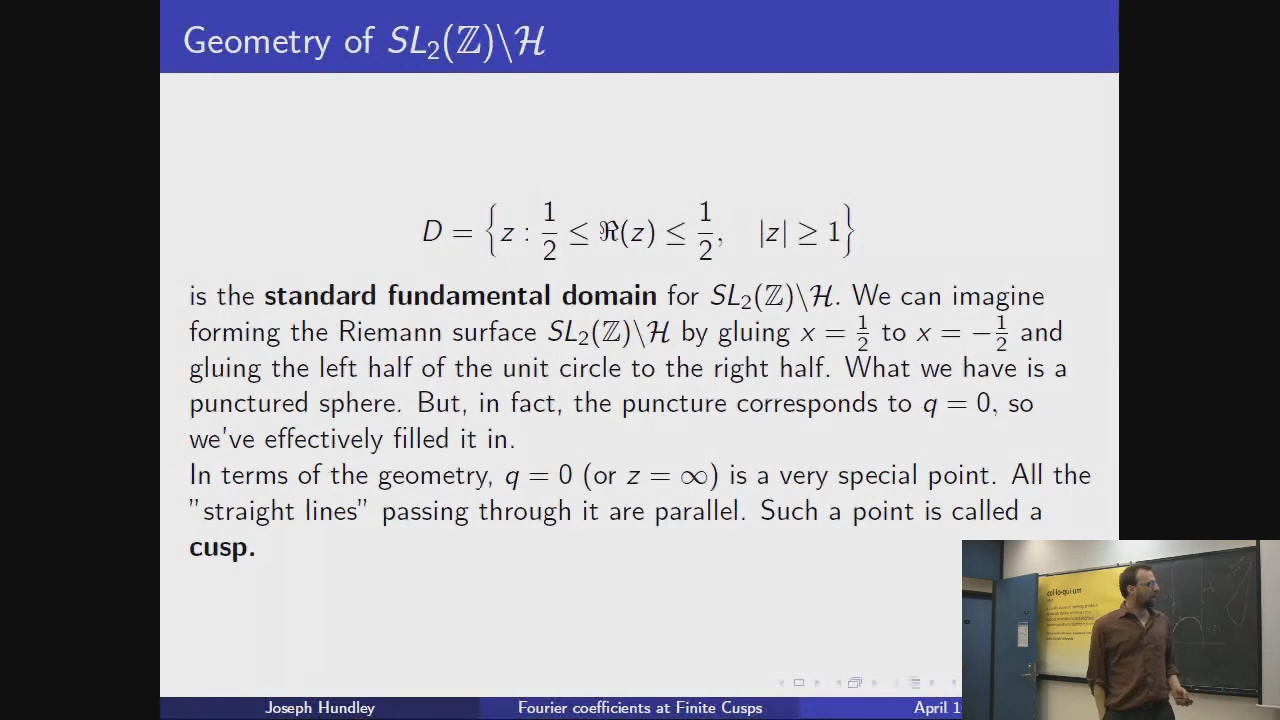 Geometry of SL₂(ℤ)\ℋ
D = { z : 1/2 ≤ ℜ(z) ≤ 1/2, |z| ≥ 1 }
is the standard fundamental domain for SL₂(ℤ)\ℋ. We can imagine
forming the Riemann surface SL₂(ℤ)\ℋ by gluing x = 1/2 to x = −1/2 and
gluing the left half of the unit circle to the right half. What we have is a
punctured sphere. But, in fact, the puncture corresponds to q = 0, so
we've effectively filled it in.
In terms of the geometry, q = 0 (or z = ∞) is a very special point. All the
”straight lines” passing through it are parallel. Such a point is called a
cusp.
col·lo·qui·um
Joseph Hundley
Fourier coefficients at Finite Cusps
April 1